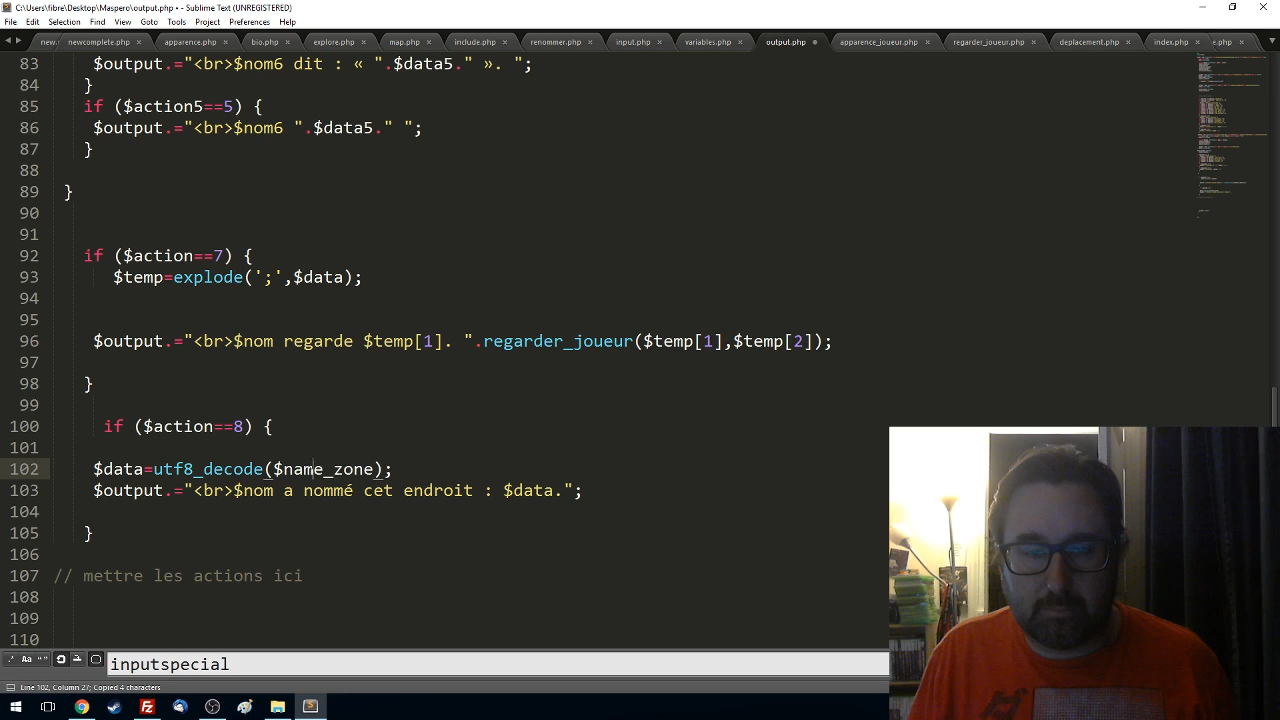 C:\Users\fibre\Desktop\Maspero\output.php • - Sublime Text (UNREGISTERED)
File Edit Selection Find View Goto Tools Project Preferences Help
new. newcomplete.php apparence.php bio.php explore.php map.php include.php renommer.php input.php variables.php output.php apparence_joueur.php regarder_joueur.php deplacement.php index.php e.php
83 $output.="<br>$nom6 dit : « ".$data5." ». ";
84 }
85 if ($action5==5) {
86 $output.="<br>$nom6 ".$data5." ";
87 }
88
89 }
90
91
92 if ($action==7) {
93 $temp=explode(';',$data);
94
95
96 $output.="<br>$nom regarde $temp[1]. ".regarder_joueur($temp[1],$temp[2]);
97
98 }
99
100 if ($action==8) {
101
102 $data=utf8_decode($name_zone);
103 $output.="<br>$nom a nommé cet endroit : $data.";
104
105 }
106
107 // mettre les actions ici
108
109
110
.* Aa “” inputspecial
Line 102, Column 27; Copied 4 characters